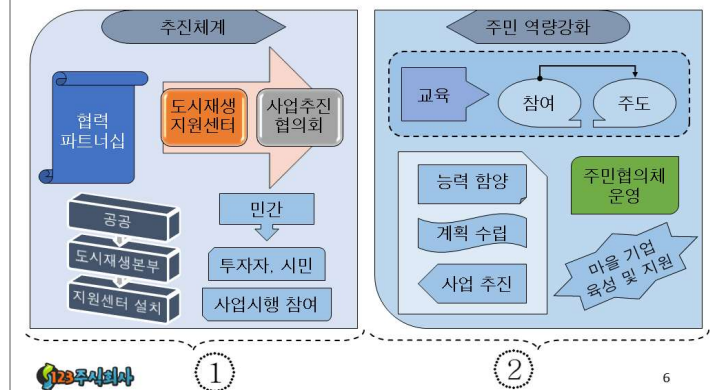 추진체계
협력
파트너십
도시재생
지원센터
사업추진
협의회
공공
도시재생본부
지원센터 설치
민간
투자자, 시민
사업시행 참여
주민 역량강화
교육
참여
주도
능력 함양
계획 수립
사업 추진
주민협의체
운영
마을 기업
육성 및 지원
123주식회사
1
2
6